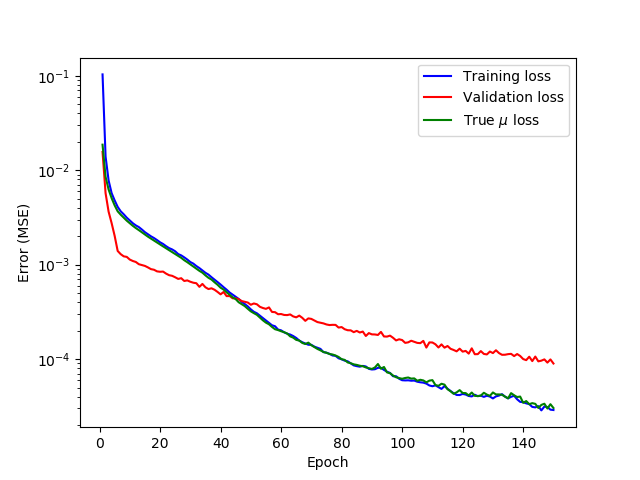 Training loss
Validation loss
True μ loss
10⁻¹
10⁻²
10⁻³
10⁻⁴
Error (MSE)
0 20 40 60 80 100 120 140
Epoch